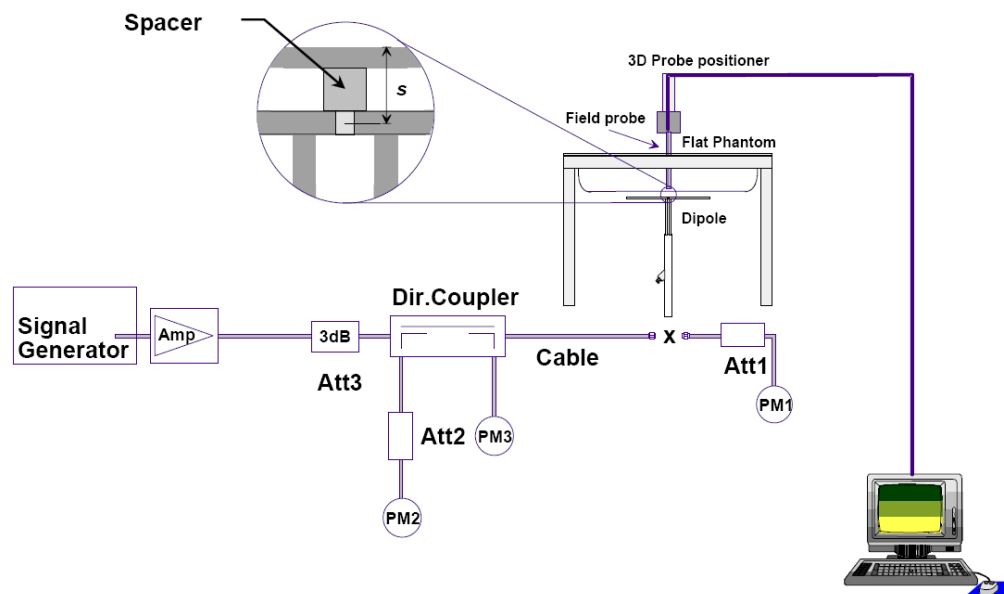 Spacer
s
3D Probe positioner
Field probe
Flat Phantom
Dipole
Signal
Generator
Amp
3dB
Att3
Dir.Coupler
Cable
x
Att1
PM1
Att2
PM3
PM2